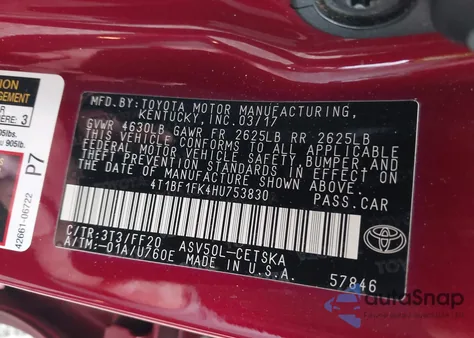 MFD. BY: TOYOTA MOTOR MANUFACTURING,
KENTUCKY, INC. 03/17
GVWR 4630LB GAWR FR 2625LB RR 2625LB
THIS VEHICLE CONFORMS TO ALL APPLICABLE
FEDERAL MOTOR VEHICLE SAFETY, BUMPER, AND
THEFT PREVENTION STANDARDS IN EFFECT ON
THE DATE OF MANUFACTURE SHOWN ABOVE.
4T1BF1FK4HU753830 PASS.CAR
C/TR:3T3/FF20 ASV50L-CETSKA
A/TM:-01A/U760E MADE IN U.S.A.
TOYOTA
57846
P7
42661-06722
3
905lbs.
AutoSnap